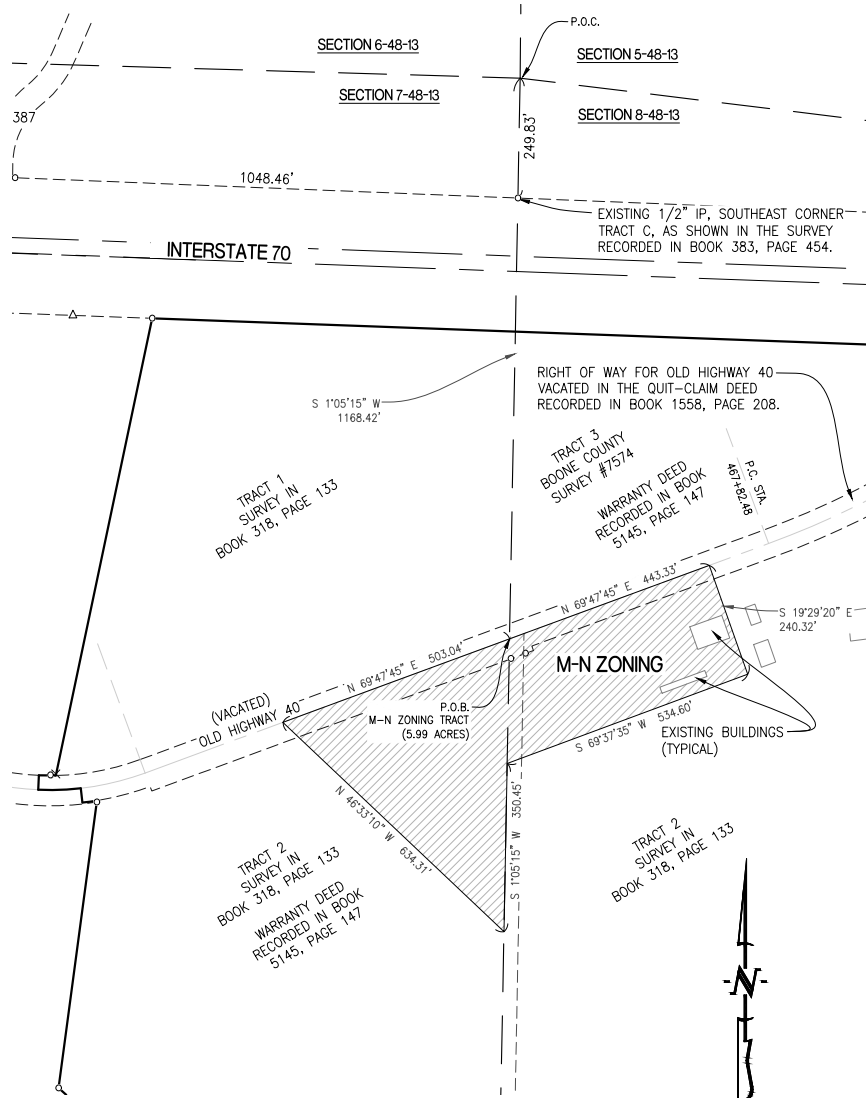 P.O.C.
SECTION 6-48-13
SECTION 5-48-13
SECTION 7-48-13
SECTION 8-48-13
387
249.83'
1048.46'
EXISTING 1/2" IP, SOUTHEAST CORNER
TRACT C, AS SHOWN IN THE SURVEY
RECORDED IN BOOK 383, PAGE 454.
INTERSTATE 70
RIGHT OF WAY FOR OLD HIGHWAY 40
VACATED IN THE QUIT-CLAIM DEED
RECORDED IN BOOK 1558, PAGE 208.
S 1°05'15" W
1168.42'
TRACT 1
SURVEY IN
BOOK 318, PAGE 133
TRACT 3
BOONE COUNTY
SURVEY #7574
WARRANTY DEED
RECORDED IN BOOK
5145, PAGE 147
P.C. STA.
467+82.48
N 69°47'45" E 443.33'
S 19°29'20" E
240.32'
N 69°47'45" E 503.04'
M-N ZONING
P.O.B.
M-N ZONING TRACT
(5.99 ACRES)
(VACATED)
OLD HIGHWAY 40
S 69°37'35" W 534.60'
EXISTING BUILDINGS
(TYPICAL)
N 46°33'10" W 634.31'
S 1°05'15" W 350.45'
TRACT 2
SURVEY IN
BOOK 318, PAGE 133
WARRANTY DEED
RECORDED IN BOOK
5145, PAGE 147
TRACT 2
SURVEY IN
BOOK 318, PAGE 133
N